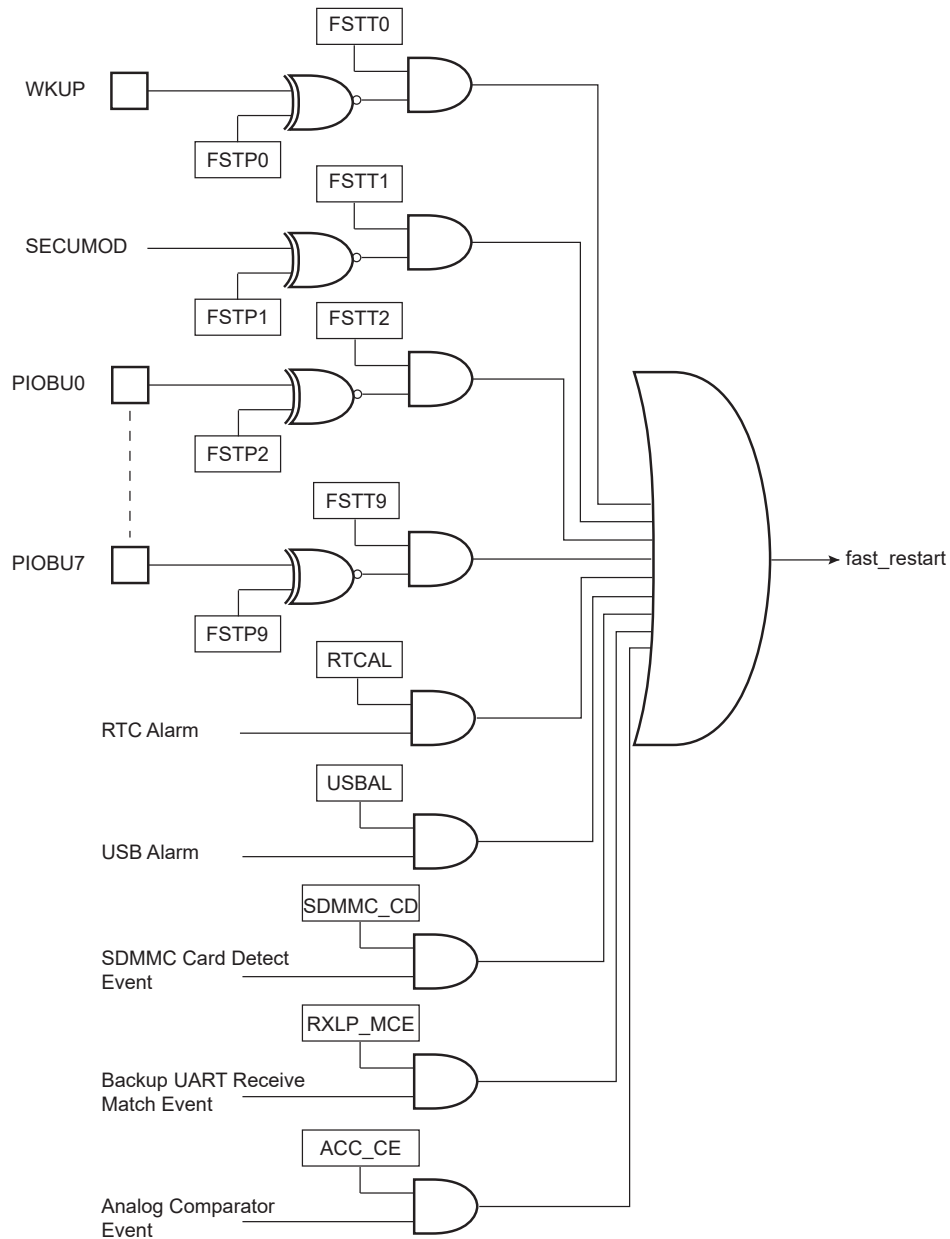 FSTT0
WKUP
FSTP0
FSTT1
SECUMOD
FSTP1
FSTT2
PIOBU0
FSTP2
FSTT9
PIOBU7
fast_restart
FSTP9
RTCAL
RTC Alarm
USBAL
USB Alarm
SDMMC_CD
SDMMC Card Detect
Event
RXLP_MCE
Backup UART Receive
Match Event
ACC_CE
Analog Comparator
Event